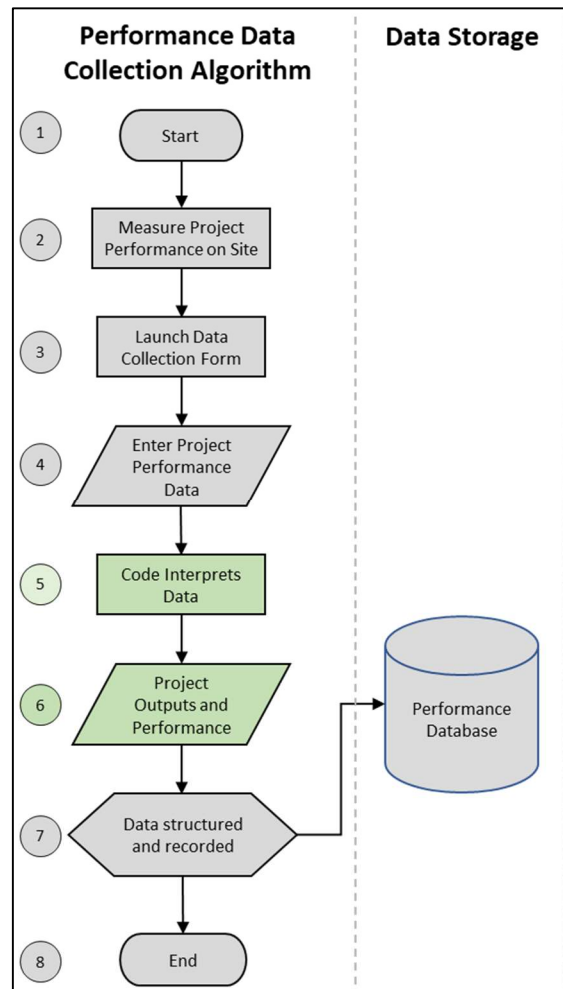 Performance Data
Collection Algorithm
Data Storage
1
Start
2
Measure Project
Performance on Site
3
Launch Data
Collection Form
4
Enter Project
Performance
Data
5
Code Interprets
Data
6
Project
Outputs and
Performance
Performance
Database
7
Data structured
and recorded
8
End